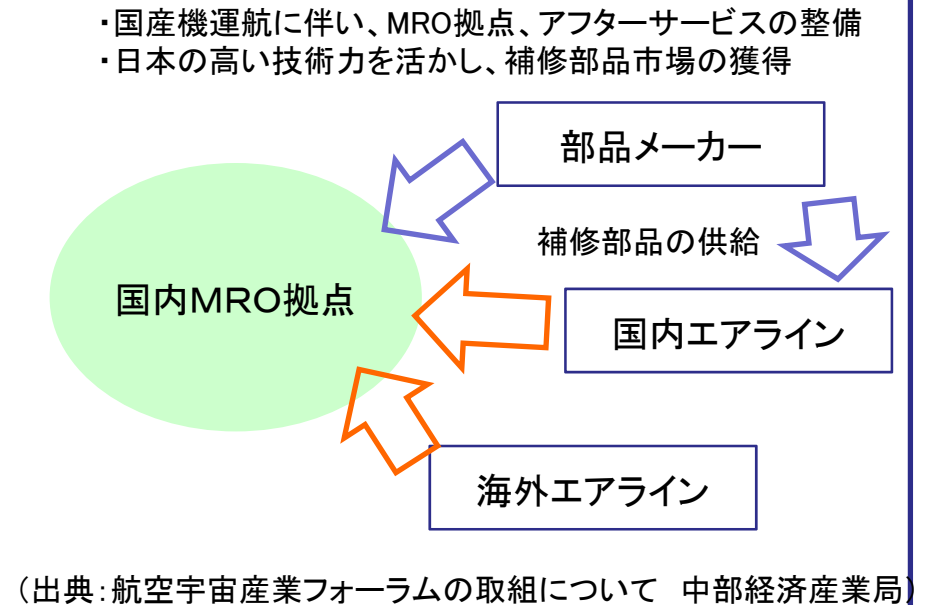 ・国産機運航に伴い、MRO拠点、アフターサービスの整備
・日本の高い技術力を活かし、補修部品市場の獲得
部品メーカー
補修部品の供給
国内ＭＲＯ拠点
国内エアライン
海外エアライン
（出典：航空宇宙産業フォーラムの取組について　中部経済産業局）